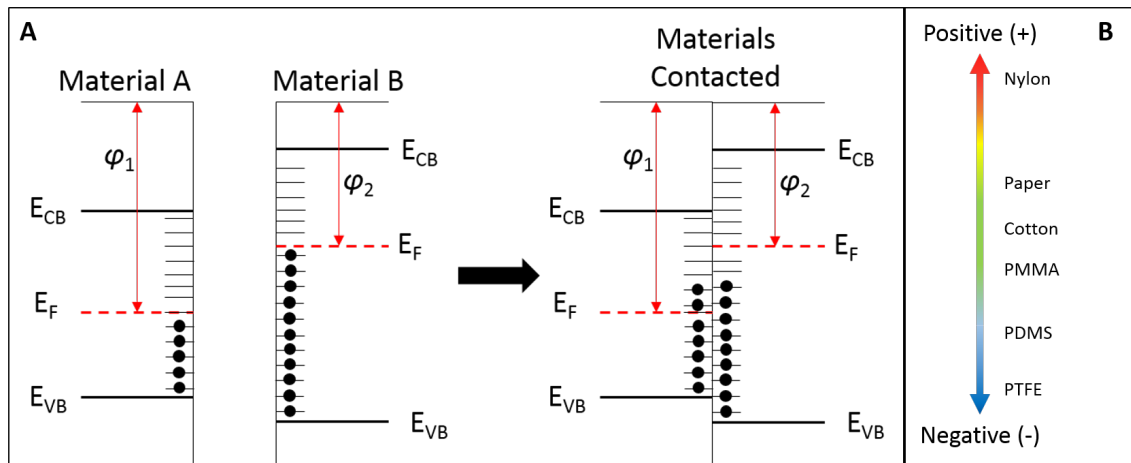 A
Material A
Material B
Materials
Contacted
φ1
ECB
EF
EVB
φ2
ECB
EF
EVB
φ1
ECB
EF
EVB
φ2
ECB
EF
EVB
B
Positive (+)
Nylon
Paper
Cotton
PMMA
PDMS
PTFE
Negative (-)